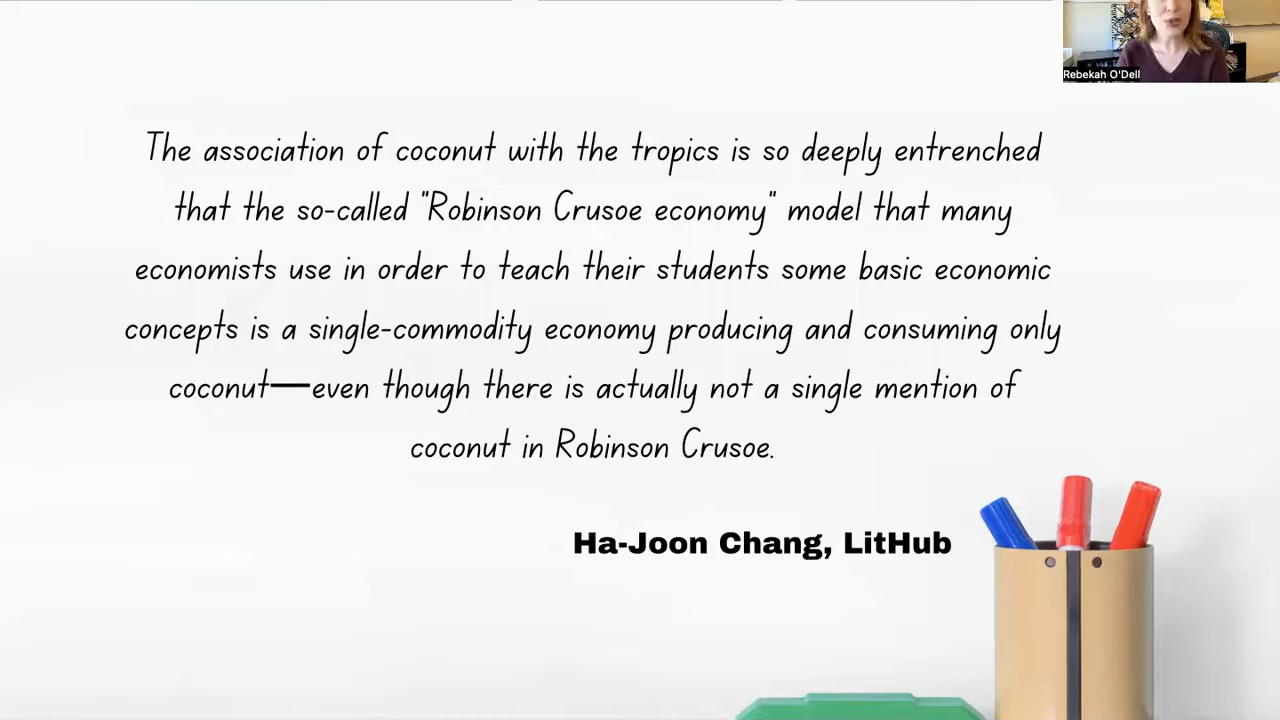 Rebekah O'Dell
The association of coconut with the tropics is so deeply entrenched
that the so-called "Robinson Crusoe economy" model that many
economists use in order to teach their students some basic economic
concepts is a single-commodity economy producing and consuming only
coconut—even though there is actually not a single mention of
coconut in Robinson Crusoe.
Ha-Joon Chang, LitHub